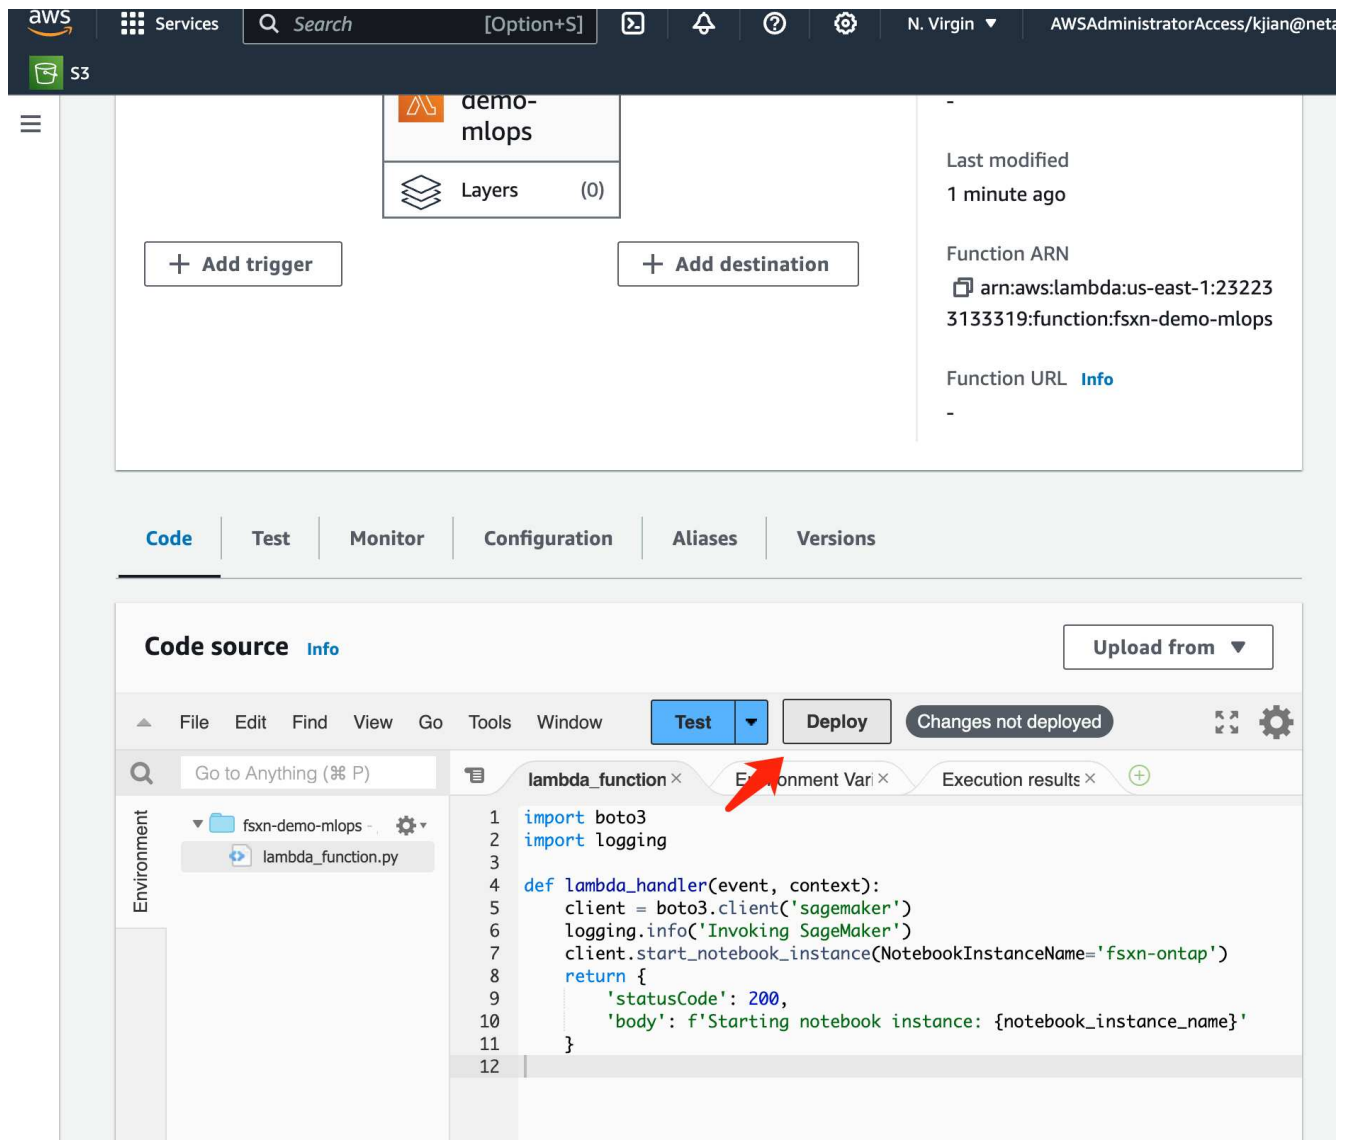 aws
Services
Search [Option+S]
N. Virgin
AWSAdministratorAccess/kjian@neta
S3
demo-
mlops
Layers (0)
+ Add trigger
+ Add destination
-
Last modified
1 minute ago
Function ARN
arn:aws:lambda:us-east-1:23223
3133319:function:fsxn-demo-mlops
Function URL Info
-
Code Test Monitor Configuration Aliases Versions
Code source Info
Upload from
File Edit Find View Go Tools Window Test Deploy Changes not deployed
Go to Anything (⌘ P)
lambda_function × Environment Vari × Execution results ×
Environment
fsxn-demo-mlops -
lambda_function.py
1 import boto3
2 import logging
3
4 def lambda_handler(event, context):
5     client = boto3.client('sagemaker')
6     logging.info('Invoking SageMaker')
7     client.start_notebook_instance(NotebookInstanceName='fsxn-ontap')
8     return {
9         'statusCode': 200,
10         'body': f'Starting notebook instance: {notebook_instance_name}'
11     }
12